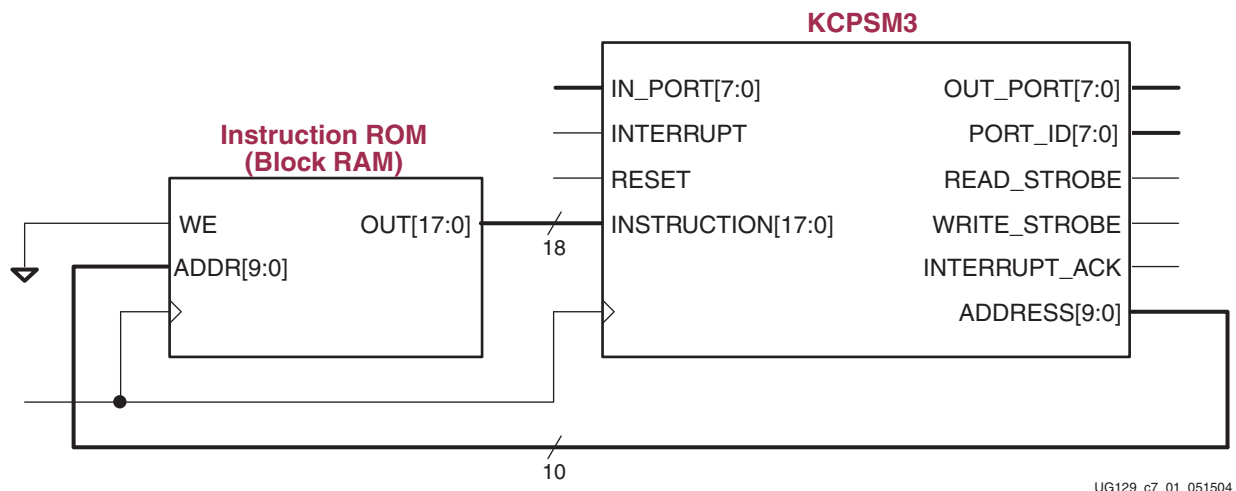 KCPSM3
IN_PORT[7:0]
OUT_PORT[7:0]
Instruction ROM
(Block RAM)
INTERRUPT
PORT_ID[7:0]
RESET
READ_STROBE
WE
OUT[17:0]
18
INSTRUCTION[17:0]
WRITE_STROBE
ADDR[9:0]
INTERRUPT_ACK
ADDRESS[9:0]
10
UG129_c7_01_051504